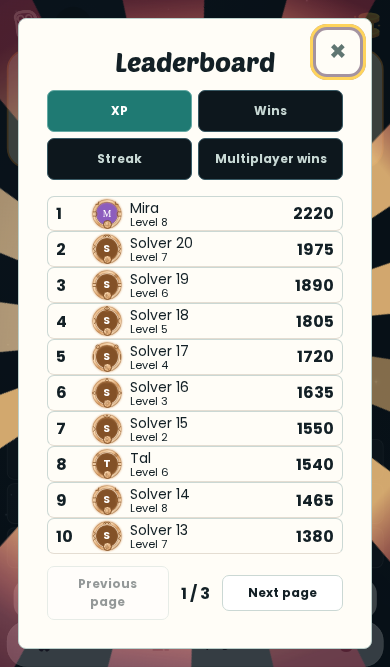 Leaderboard
✖
XP
Wins
Streak
Multiplayer wins
1 M Mira 2220
Level 8
2 S Solver 20 1975
Level 7
3 S Solver 19 1890
Level 6
4 S Solver 18 1805
Level 5
5 S Solver 17 1720
Level 4
6 S Solver 16 1635
Level 3
7 S Solver 15 1550
Level 2
8 T Tal 1540
Level 6
9 S Solver 14 1465
Level 8
10 S Solver 13 1380
Level 7
Previous
page
1 / 3
Next page